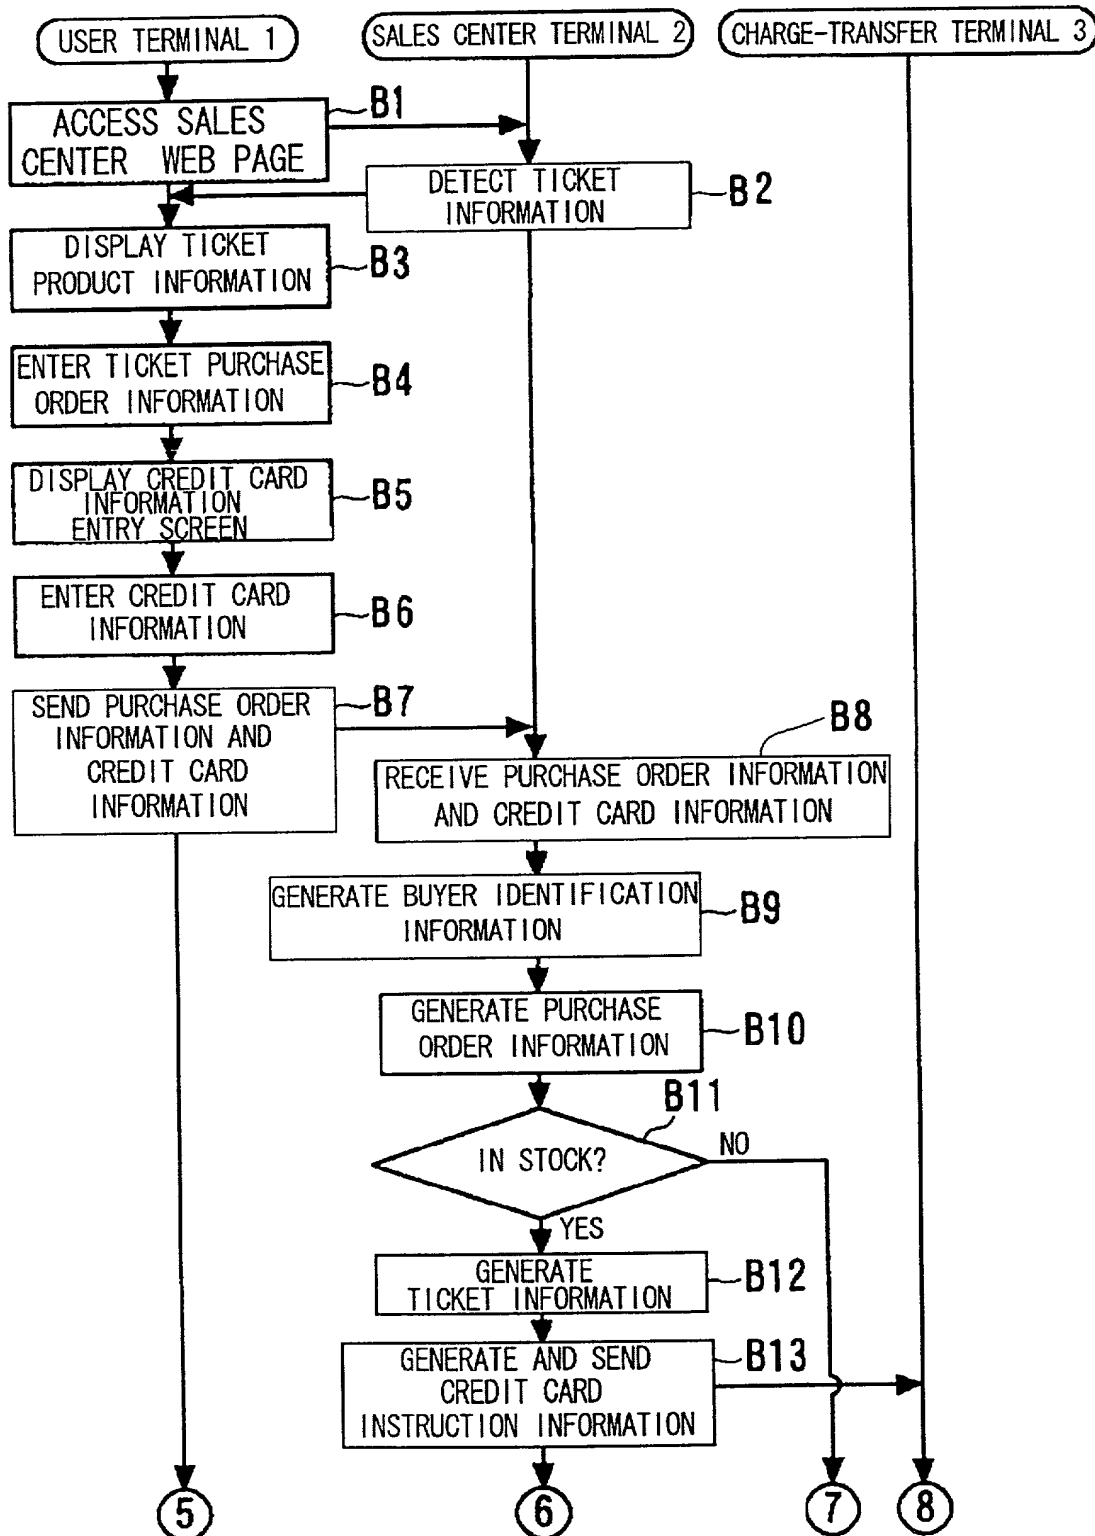 USER TERMINAL 1
SALES CENTER TERMINAL 2
CHARGE-TRANSFER TERMINAL 3
ACCESS SALES
CENTER WEB PAGE
B1
DETECT TICKET
INFORMATION
B2
DISPLAY TICKET
PRODUCT INFORMATION
B3
ENTER TICKET PURCHASE
ORDER INFORMATION
B4
DISPLAY CREDIT CARD
INFORMATION
ENTRY SCREEN
B5
ENTER CREDIT CARD
INFORMATION
B6
SEND PURCHASE ORDER
INFORMATION AND
CREDIT CARD
INFORMATION
B7
B8
RECEIVE PURCHASE ORDER INFORMATION
AND CREDIT CARD INFORMATION
GENERATE BUYER IDENTIFICATION
INFORMATION
B9
GENERATE PURCHASE
ORDER INFORMATION
B10
B11
IN STOCK?
NO
YES
GENERATE
TICKET INFORMATION
B12
GENERATE AND SEND
CREDIT CARD
INSTRUCTION INFORMATION
B13
5
6
7
8